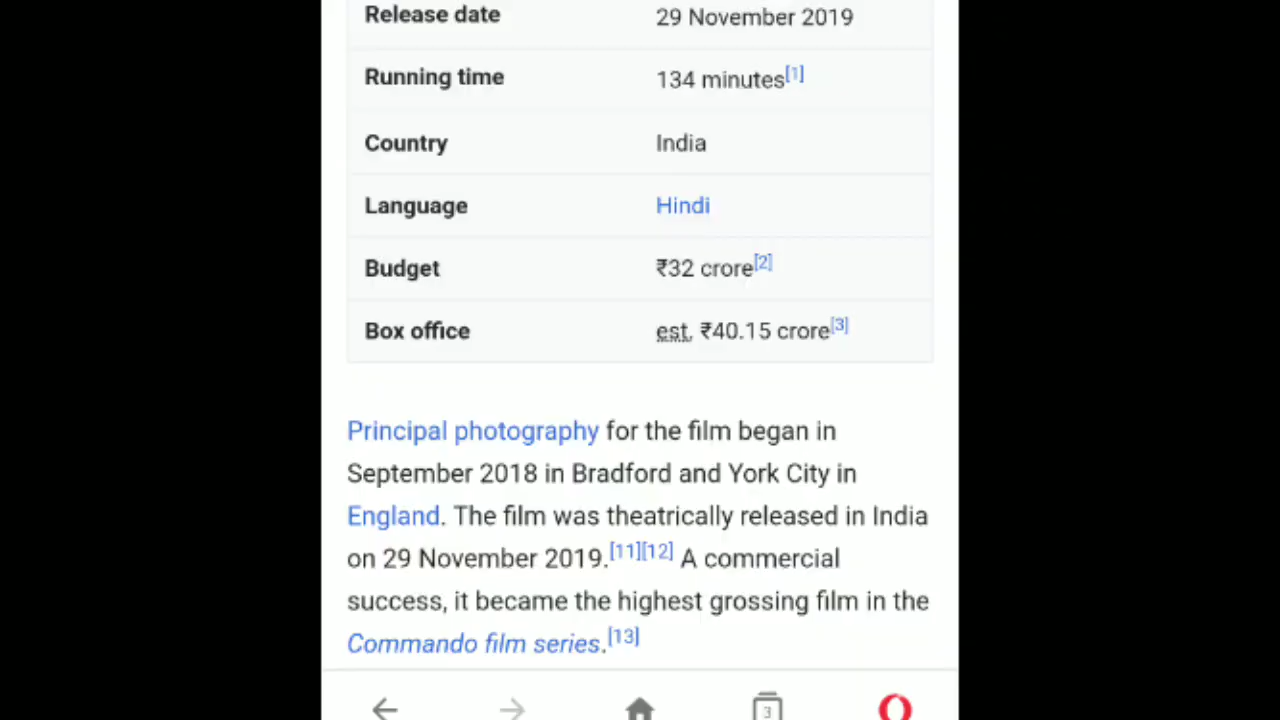 Release date 29 November 2019
Running time 134 minutes[1]
Country India
Language Hindi
Budget ₹32 crore[2]
Box office est. ₹40.15 crore[3]
Principal photography for the film began in
September 2018 in Bradford and York City in
England. The film was theatrically released in India
on 29 November 2019.[11][12] A commercial
success, it became the highest grossing film in the
Commando film series.[13]
3